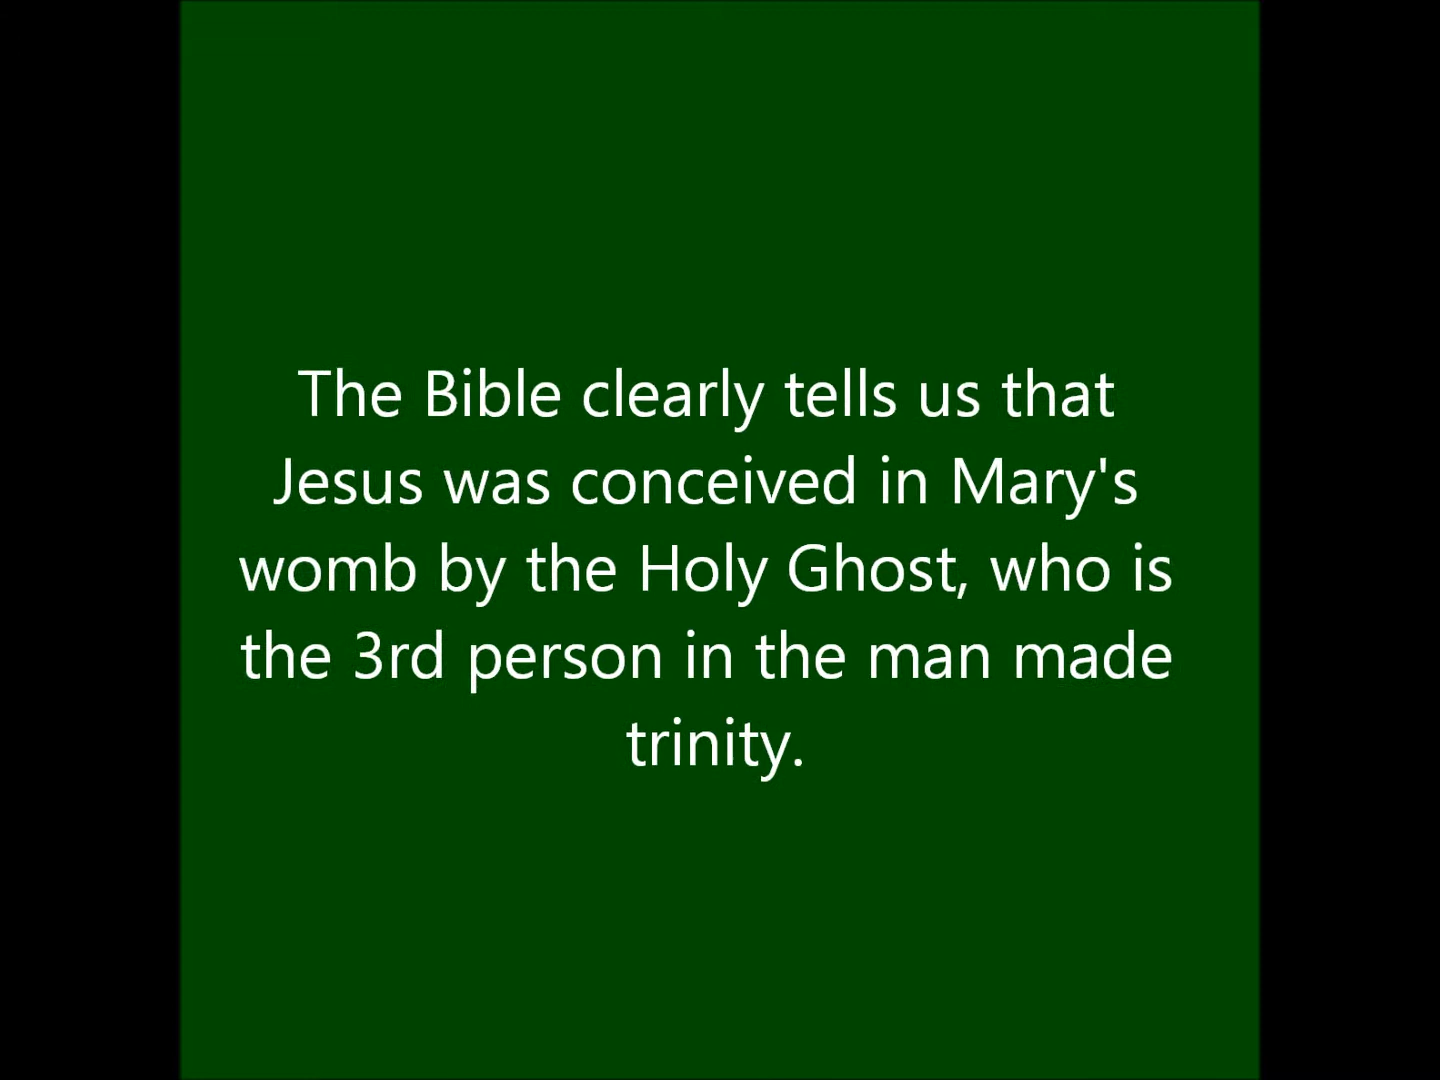 The Bible clearly tells us that
Jesus was conceived in Mary's
womb by the Holy Ghost, who is
the 3rd person in the man made
trinity.